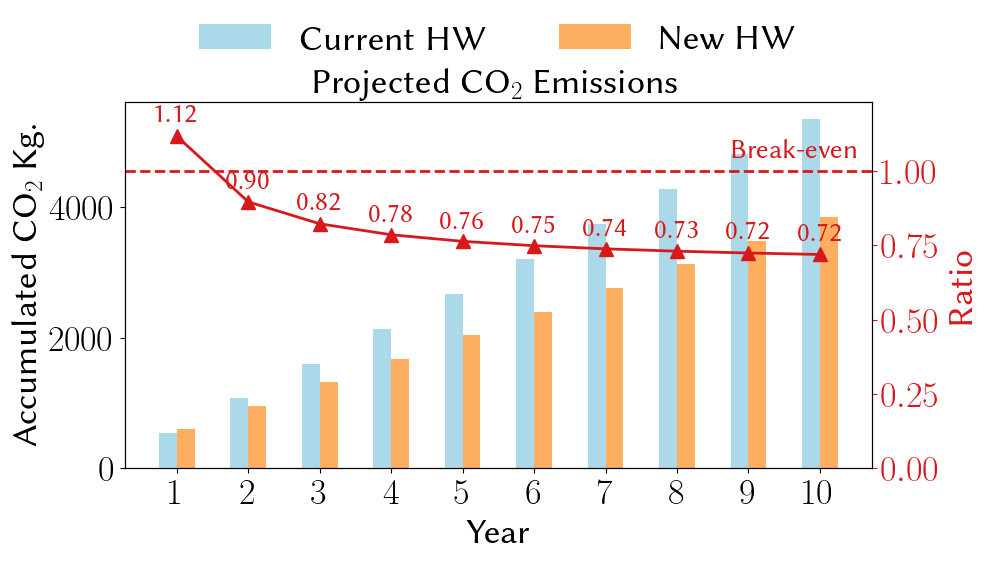 Current HW New HW
Projected CO₂ Emissions
Accumulated CO₂ Kg.
4000
2000
0
1.12
0.90
0.82
0.78
0.76
0.75
0.74
0.73
0.72
0.72
Break-even
1.00
0.75
0.50
0.25
0.00
Ratio
1 2 3 4 5 6 7 8 9 10
Year